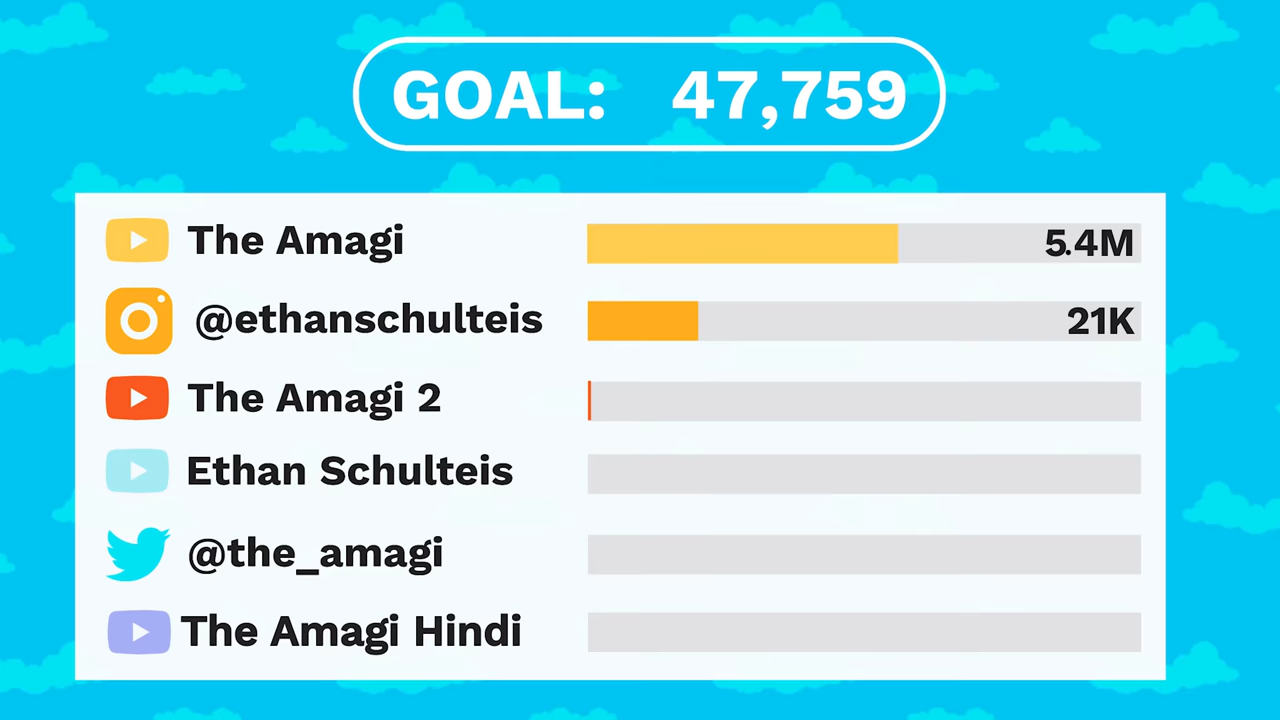 GOAL: 47,759
The Amagi 5.4M
@ethanschulteis 21K
The Amagi 2
Ethan Schulteis
@the_amagi
The Amagi Hindi